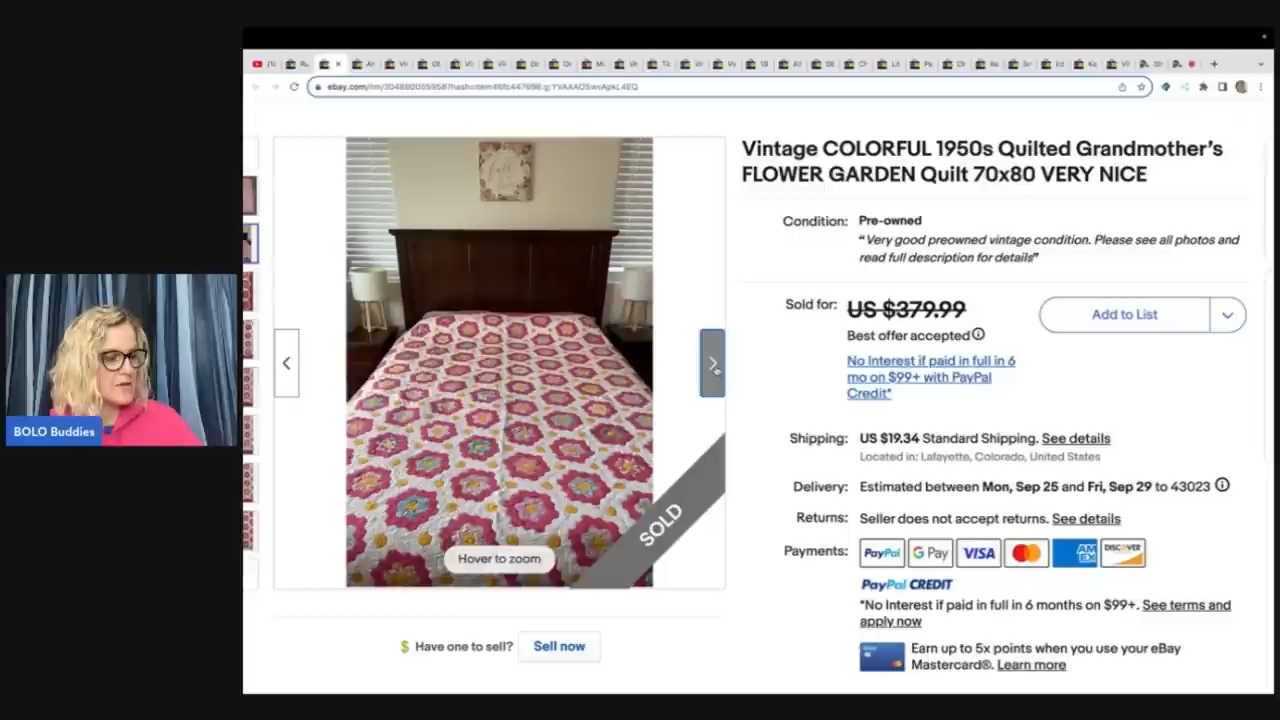 ebay.com/itm/
Vintage COLORFUL 1950s Quilted Grandmother's
FLOWER GARDEN Quilt 70x80 VERY NICE
Condition: Pre-owned
"Very good preowned vintage condition. Please see all photos and
read full description for details"
Sold for: US $379.99
Add to List
Best offer accepted
No Interest if paid in full in 6
mo on $99+ with PayPal
Credit*
BOLO Buddies
Shipping: US $19.34 Standard Shipping. See details
Located in: Lafayette, Colorado, United States
Delivery: Estimated between Mon, Sep 25 and Fri, Sep 29 to 43023
SOLD
Returns: Seller does not accept returns. See details
Payments: PayPal G Pay VISA AM EX DISCOVER
Hover to zoom
PayPal CREDIT
*No Interest if paid in full in 6 months on $99+. See terms and
apply now
$ Have one to sell? Sell now
Earn up to 5x points when you use your eBay
Mastercard®. Learn more